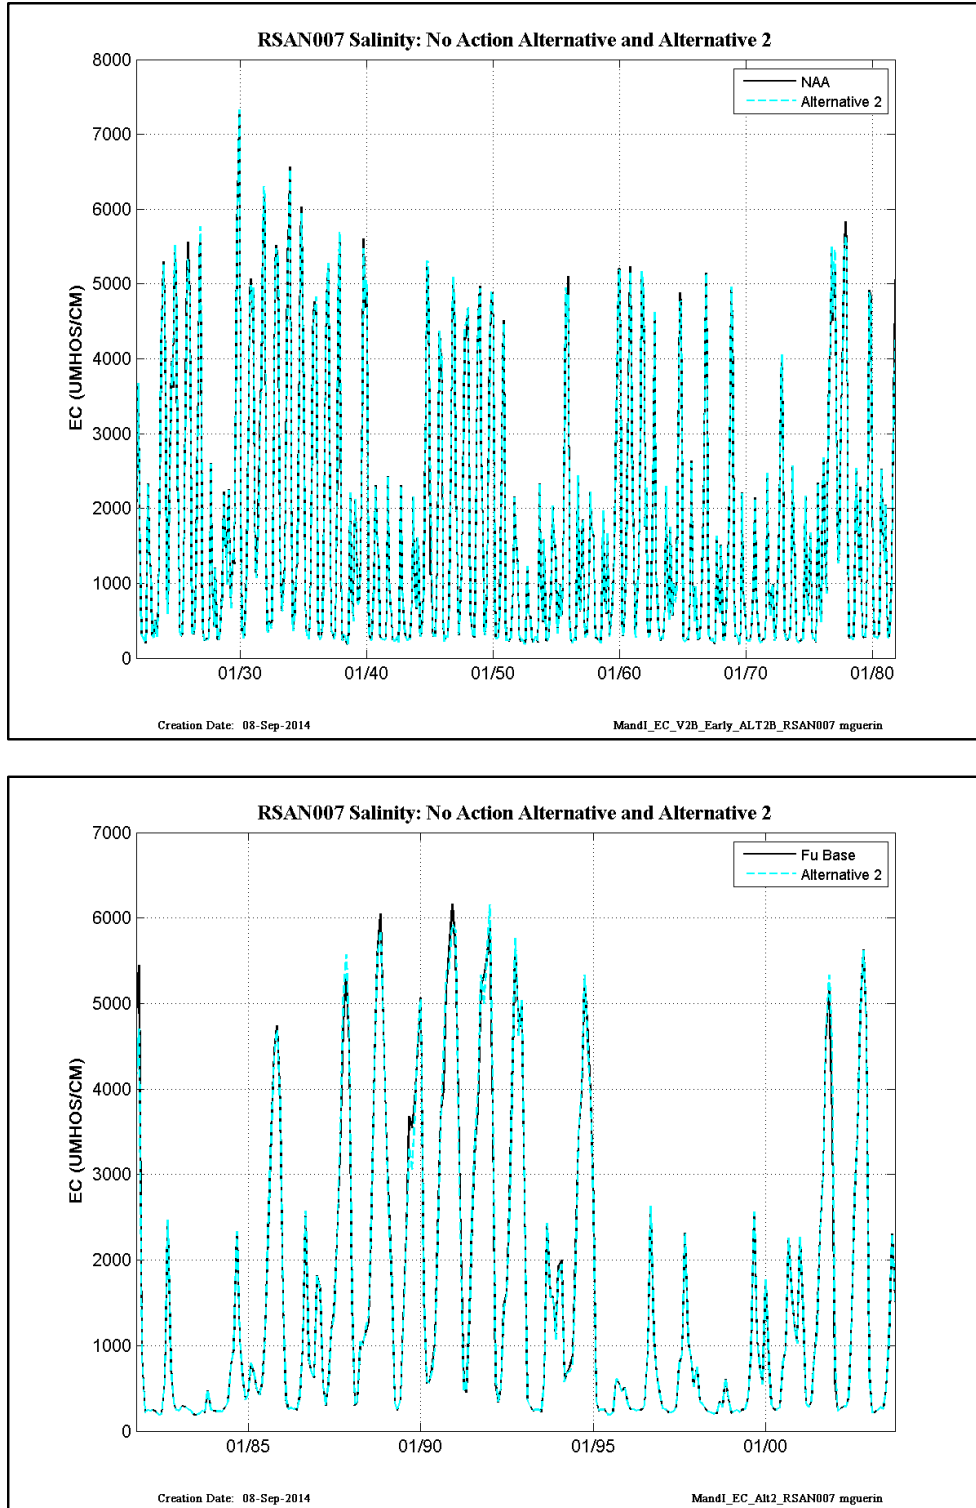 RSAN007 Salinity: No Action Alternative and Alternative 2
8000
7000
6000
5000
4000
3000
2000
1000
0
EC (UMHOS/CM)
NAA
Alternative 2
01/30 01/40 01/50 01/60 01/70 01/80
Creation Date: 08-Sep-2014 MandI_EC_V2B_Early_ALT2B_RSAN007 mguerin
RSAN007 Salinity: No Action Alternative and Alternative 2
7000
6000
5000
4000
3000
2000
1000
0
EC (UMHOS/CM)
Fu Base
Alternative 2
01/85 01/90 01/95 01/00
Creation Date: 08-Sep-2014 MandI_EC_Alt2_RSAN007 mguerin